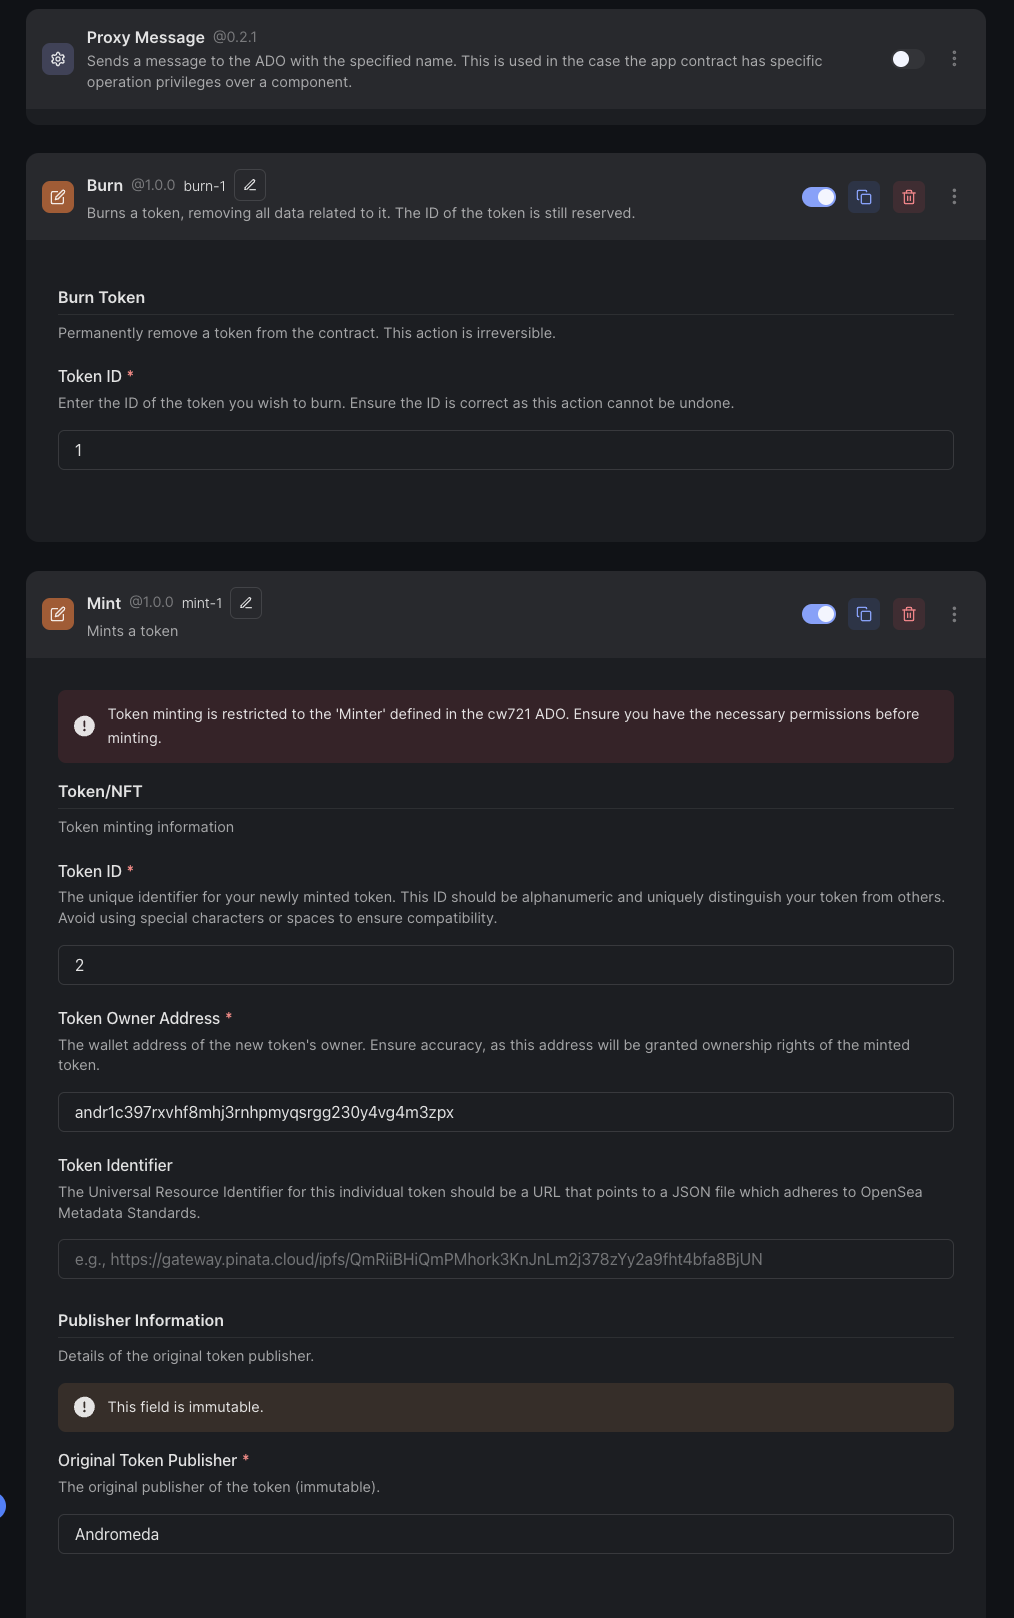 Proxy Message @0.2.1
Sends a message to the ADO with the specified name. This is used in the case the app contract has specific
operation privileges over a component.
Burn @1.0.0 burn-1
Burns a token, removing all data related to it. The ID of the token is still reserved.
Burn Token
Permanently remove a token from the contract. This action is irreversible.
Token ID *
Enter the ID of the token you wish to burn. Ensure the ID is correct as this action cannot be undone.
1
Mint @1.0.0 mint-1
Mints a token
Token minting is restricted to the 'Minter' defined in the cw721 ADO. Ensure you have the necessary permissions before
minting.
Token/NFT
Token minting information
Token ID *
The unique identifier for your newly minted token. This ID should be alphanumeric and uniquely distinguish your token from others.
Avoid using special characters or spaces to ensure compatibility.
2
Token Owner Address *
The wallet address of the new token's owner. Ensure accuracy, as this address will be granted ownership rights of the minted
token.
andr1c397rxvhf8mhj3rnhpmyqsrgg230y4vg4m3zpx
Token Identifier
The Universal Resource Identifier for this individual token should be a URL that points to a JSON file which adheres to OpenSea
Metadata Standards.
e.g., https://gateway.pinata.cloud/ipfs/QmRiiBHiQmPMhork3KnJnLm2j378zYy2a9fht4bfa8BjUN
Publisher Information
Details of the original token publisher.
This field is immutable.
Original Token Publisher *
The original publisher of the token (immutable).
Andromeda